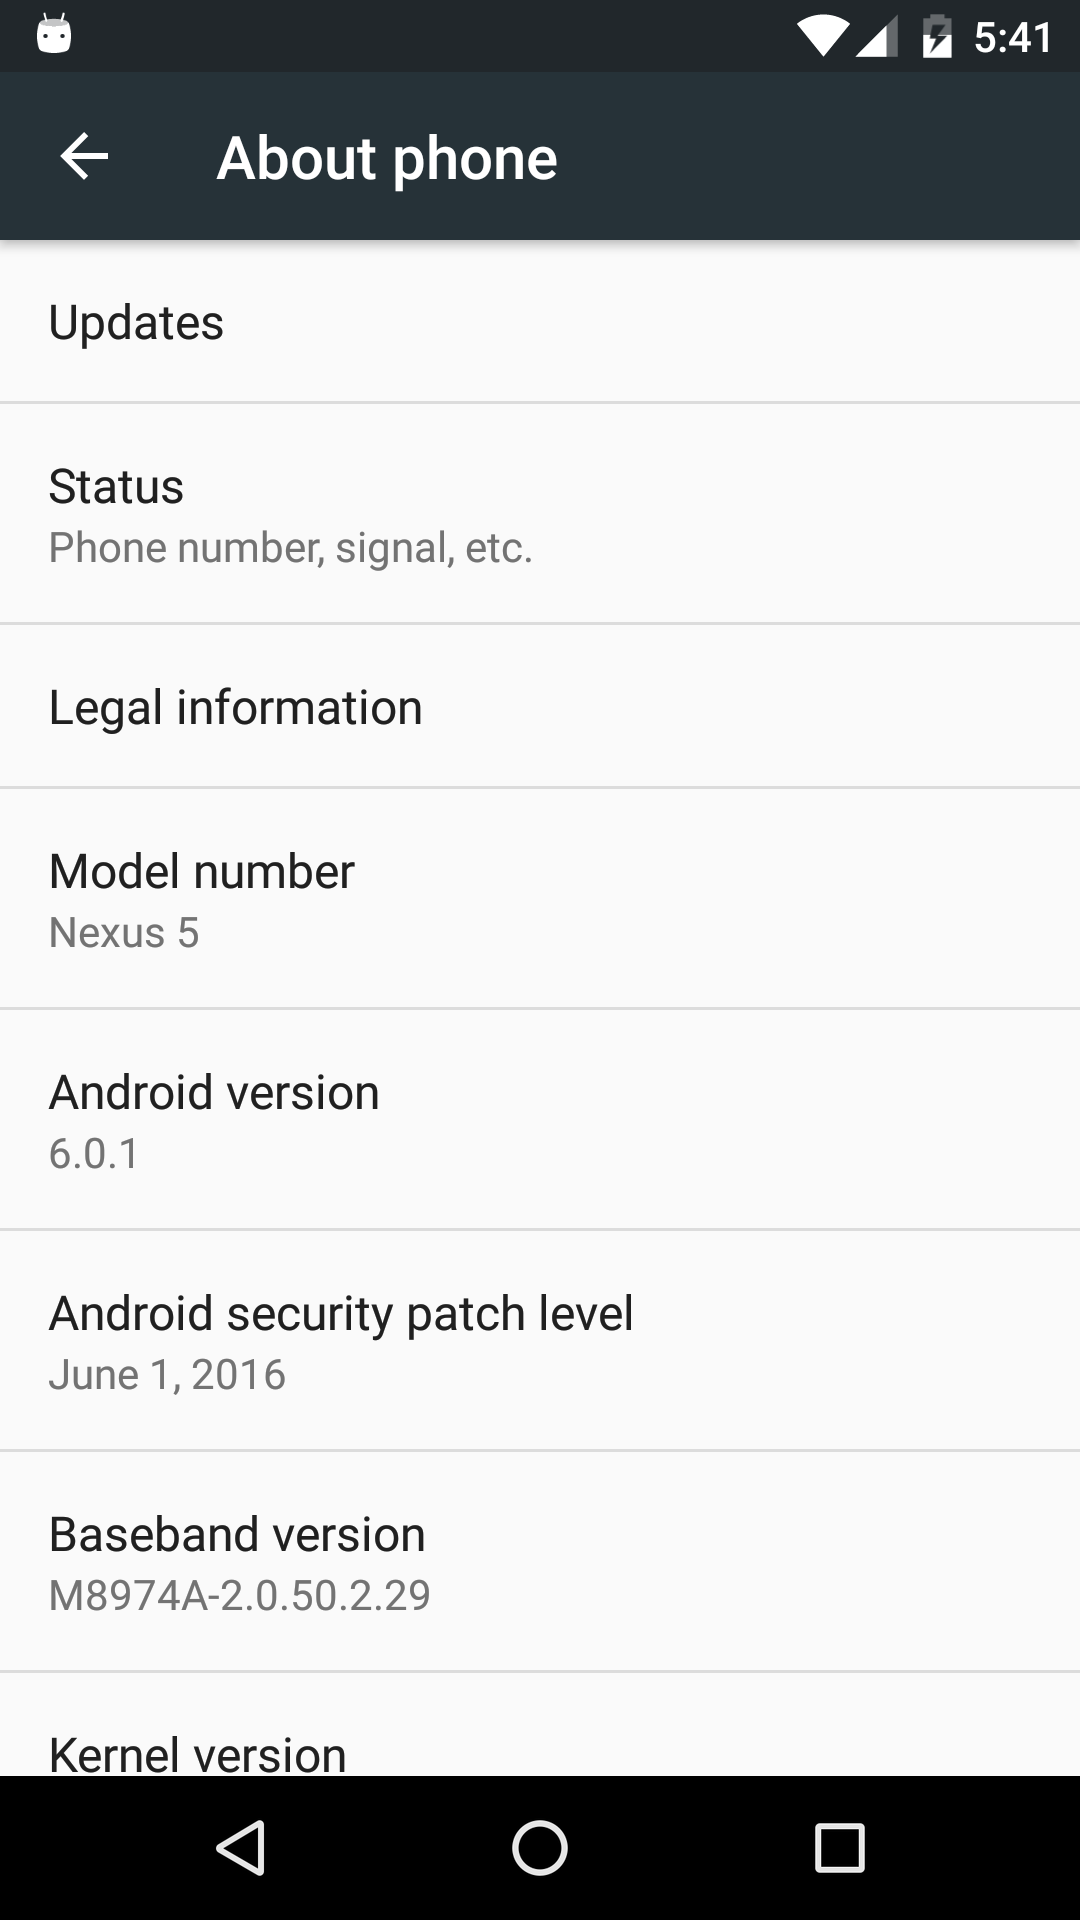 5:41
About phone
Updates
Status
Phone number, signal, etc.
Legal information
Model number
Nexus 5
Android version
6.0.1
Android security patch level
June 1, 2016
Baseband version
M8974A-2.0.50.2.29
Kernel version